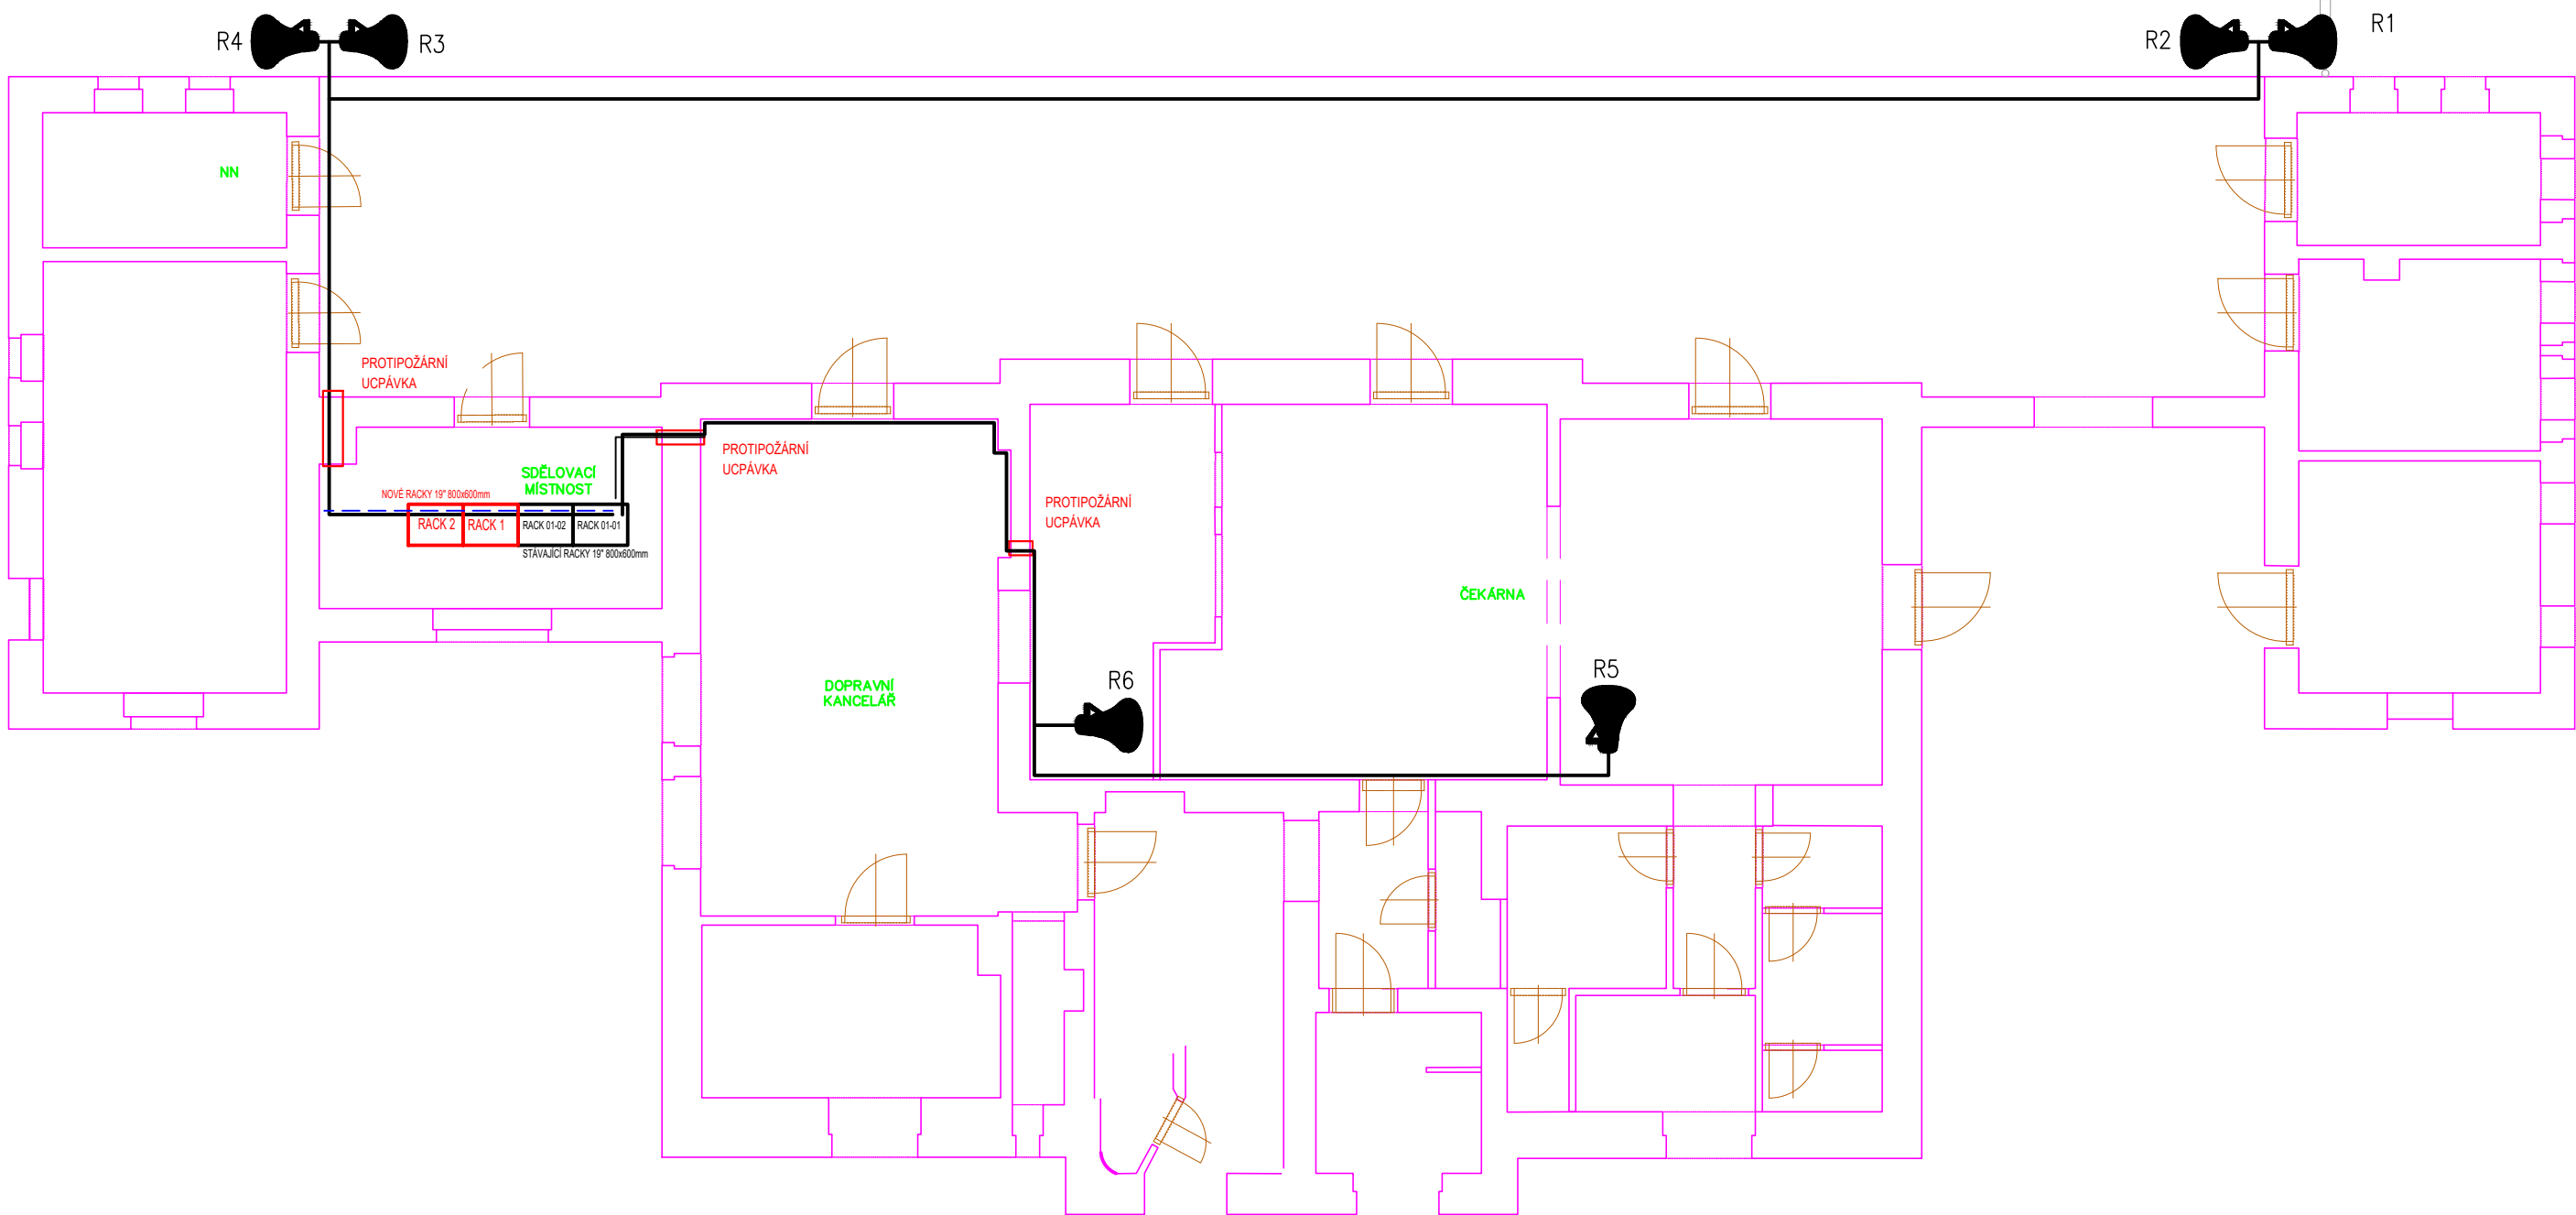 R4
R3
R2
R1
NN
PROTIPOŽÁRNÍ
UCPÁVKA
SDĚLOVACÍ
MÍSTNOST
NOVÉ RACKY 19" 800x600mm
RACK 2
RACK 1
RACK 01-02
RACK 01-01
STÁVAJÍCÍ RACKY 19" 800x600mm
PROTIPOŽÁRNÍ
UCPÁVKA
PROTIPOŽÁRNÍ
UCPÁVKA
ČEKÁRNA
DOPRAVNÍ
KANCELÁŘ
R6
R5